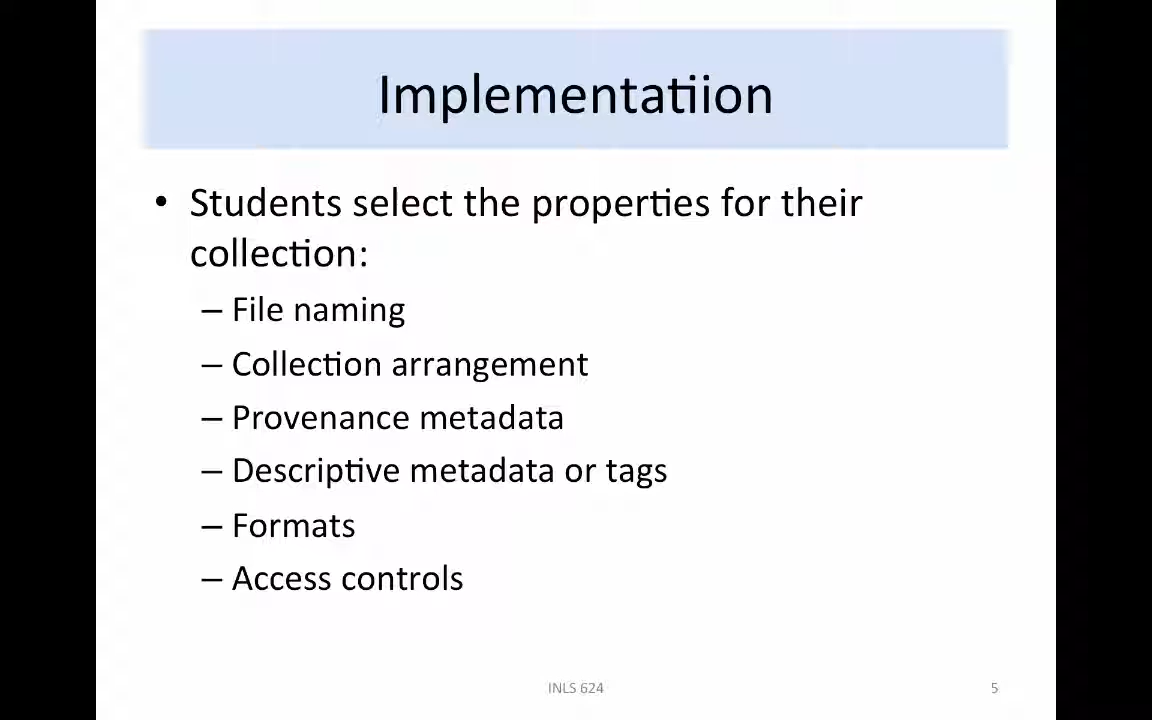 Implementatiion
• Students select the properties for their
collection:
– File naming
– Collection arrangement
– Provenance metadata
– Descriptive metadata or tags
– Formats
– Access controls
INLS 624
5